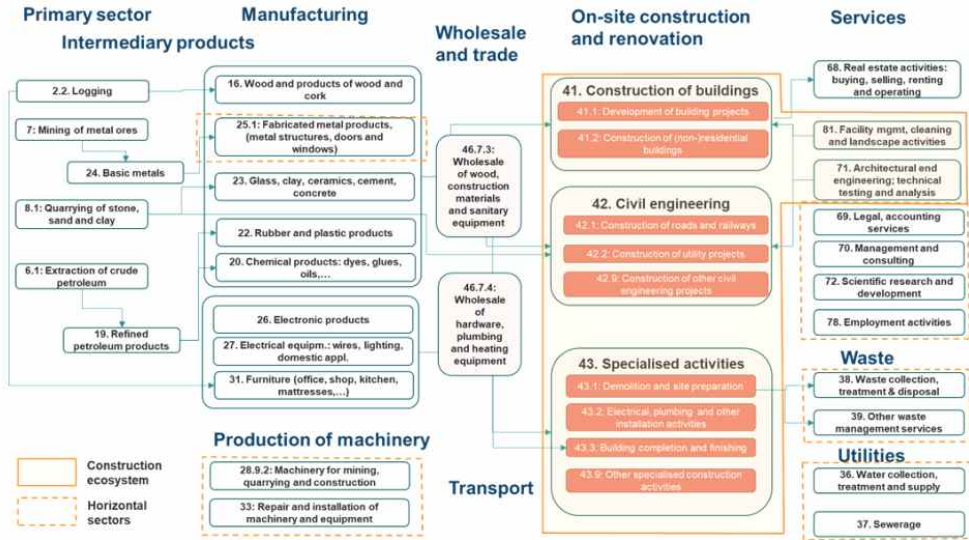 Primary sector
Intermediary products
2.2. Logging
7: Mining of metal ores
24. Basic metals
8.1: Quarrying of stone,
sand and clay
6.1: Extraction of crude
petroleum
19. Refined
petroleum products
Manufacturing
16. Wood and products of wood and
cork
25.1: Fabricated metal products,
(metal structures, doors and
windows)
23. Glass, clay, ceramics, cement,
concrete
22. Rubber and plastic products
20. Chemical products: dyes, glues,
oils,...
26. Electronic products
27. Electrical equipm.: wires, lighting,
domestic appl.
31. Furniture (office, shop, kitchen,
mattresses,...)
Production of machinery
28.9.2: Machinery for mining,
quarrying and construction
33: Repair and installation of
machinery and equipment
Construction
ecosystem
Horizontal
sectors
Wholesale
and trade
46.7.3:
Wholesale
of wood,
construction
materials
and sanitary
equipment
46.7.4:
Wholesale
of
hardware,
plumbing
and heating
equipment
Transport
On-site construction
and renovation
41. Construction of buildings
41.1: Development of building projects
41.2: Construction of (non-)residential
buildings
42. Civil engineering
42.1: Construction of roads and railways
42.2: Construction of utility projects
42.9: Construction of other civil
engineering projects
43. Specialised activities
43.1: Demolition and site preparation
43.2: Electrical, plumbing and other
installation activities
43.3: Building completion and finishing
43.9: Other specialised construction
activities
Services
68. Real estate activities:
buying, selling, renting
and operating
81. Facility mgmt, cleaning
and landscape activities
71. Architectural end
engineering; technical
testing and analysis
69. Legal, accounting
services
70. Management and
consulting
72. Scientific research and
development
78. Employment activities
Waste
38. Waste collection,
treatment & disposal
39. Other waste
management services
Utilities
36. Water collection,
treatment and supply
37. Sewerage